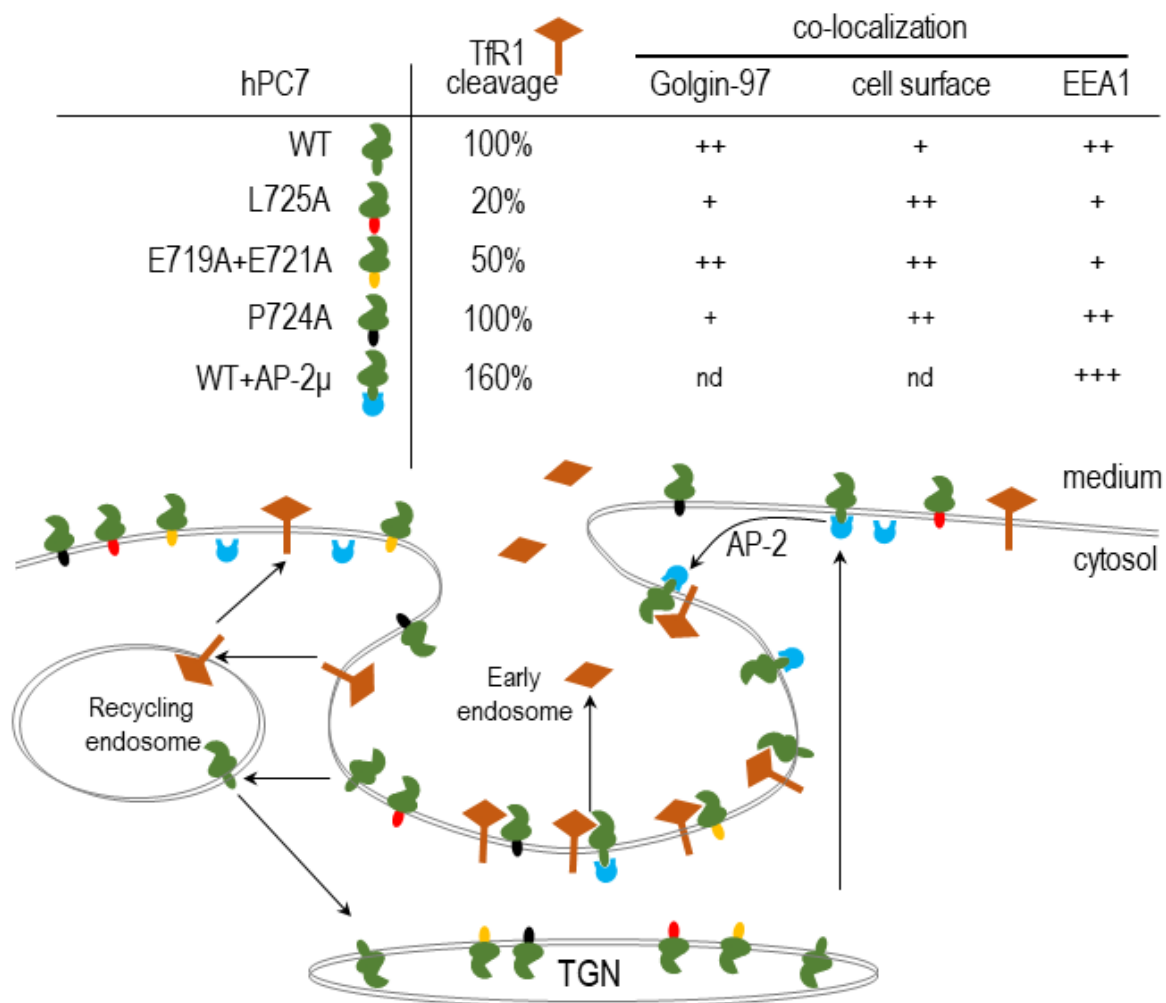 co-localization
TfR1
cleavage
hPC7
Golgin-97
cell surface
EEA1
WT 100% ++ + ++
L725A 20% + ++ +
E719A+E721A 50% ++ ++ +
P724A 100% + ++ ++
WT+AP-2µ 160% nd nd +++
medium
AP-2
cytosol
Early
endosome
Recycling
endosome
TGN